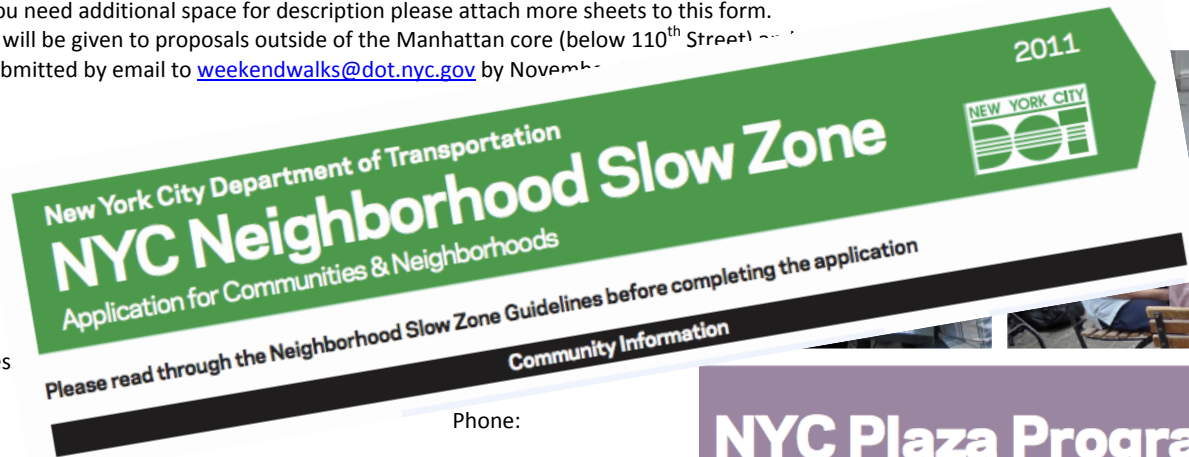 ou need additional space for description please attach more sheets to this form.
will be given to proposals outside of the Manhattan core (below 110th Street)
bmitted by email to weekendwalks@dot.nyc.gov by
2011
NEW YORK CITY
DOT
New York City Department of Transportation
NYC Neighborhood Slow Zone
Application for Communities & Neighborhoods
Please read through the Neighborhood Slow Zone Guidelines before completing the application
Community Information
es
Phone:
NYC Plaza Progra